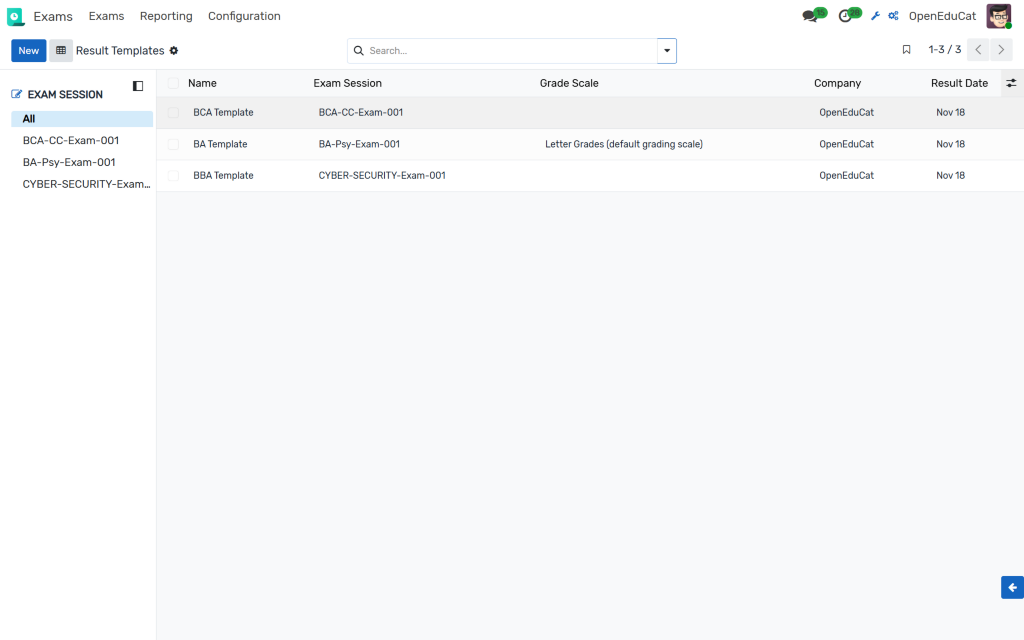 Exams Exams Reporting Configuration 15 28 OpenEduCat
New Result Templates Search... 1-3 / 3
EXAM SESSION
All
BCA-CC-Exam-001
BA-Psy-Exam-001
CYBER-SECURITY-Exam...
Name Exam Session Grade Scale Company Result Date
BCA Template BCA-CC-Exam-001 OpenEduCat Nov 18
BA Template BA-Psy-Exam-001 Letter Grades (default grading scale) OpenEduCat Nov 18
BBA Template CYBER-SECURITY-Exam-001 OpenEduCat Nov 18